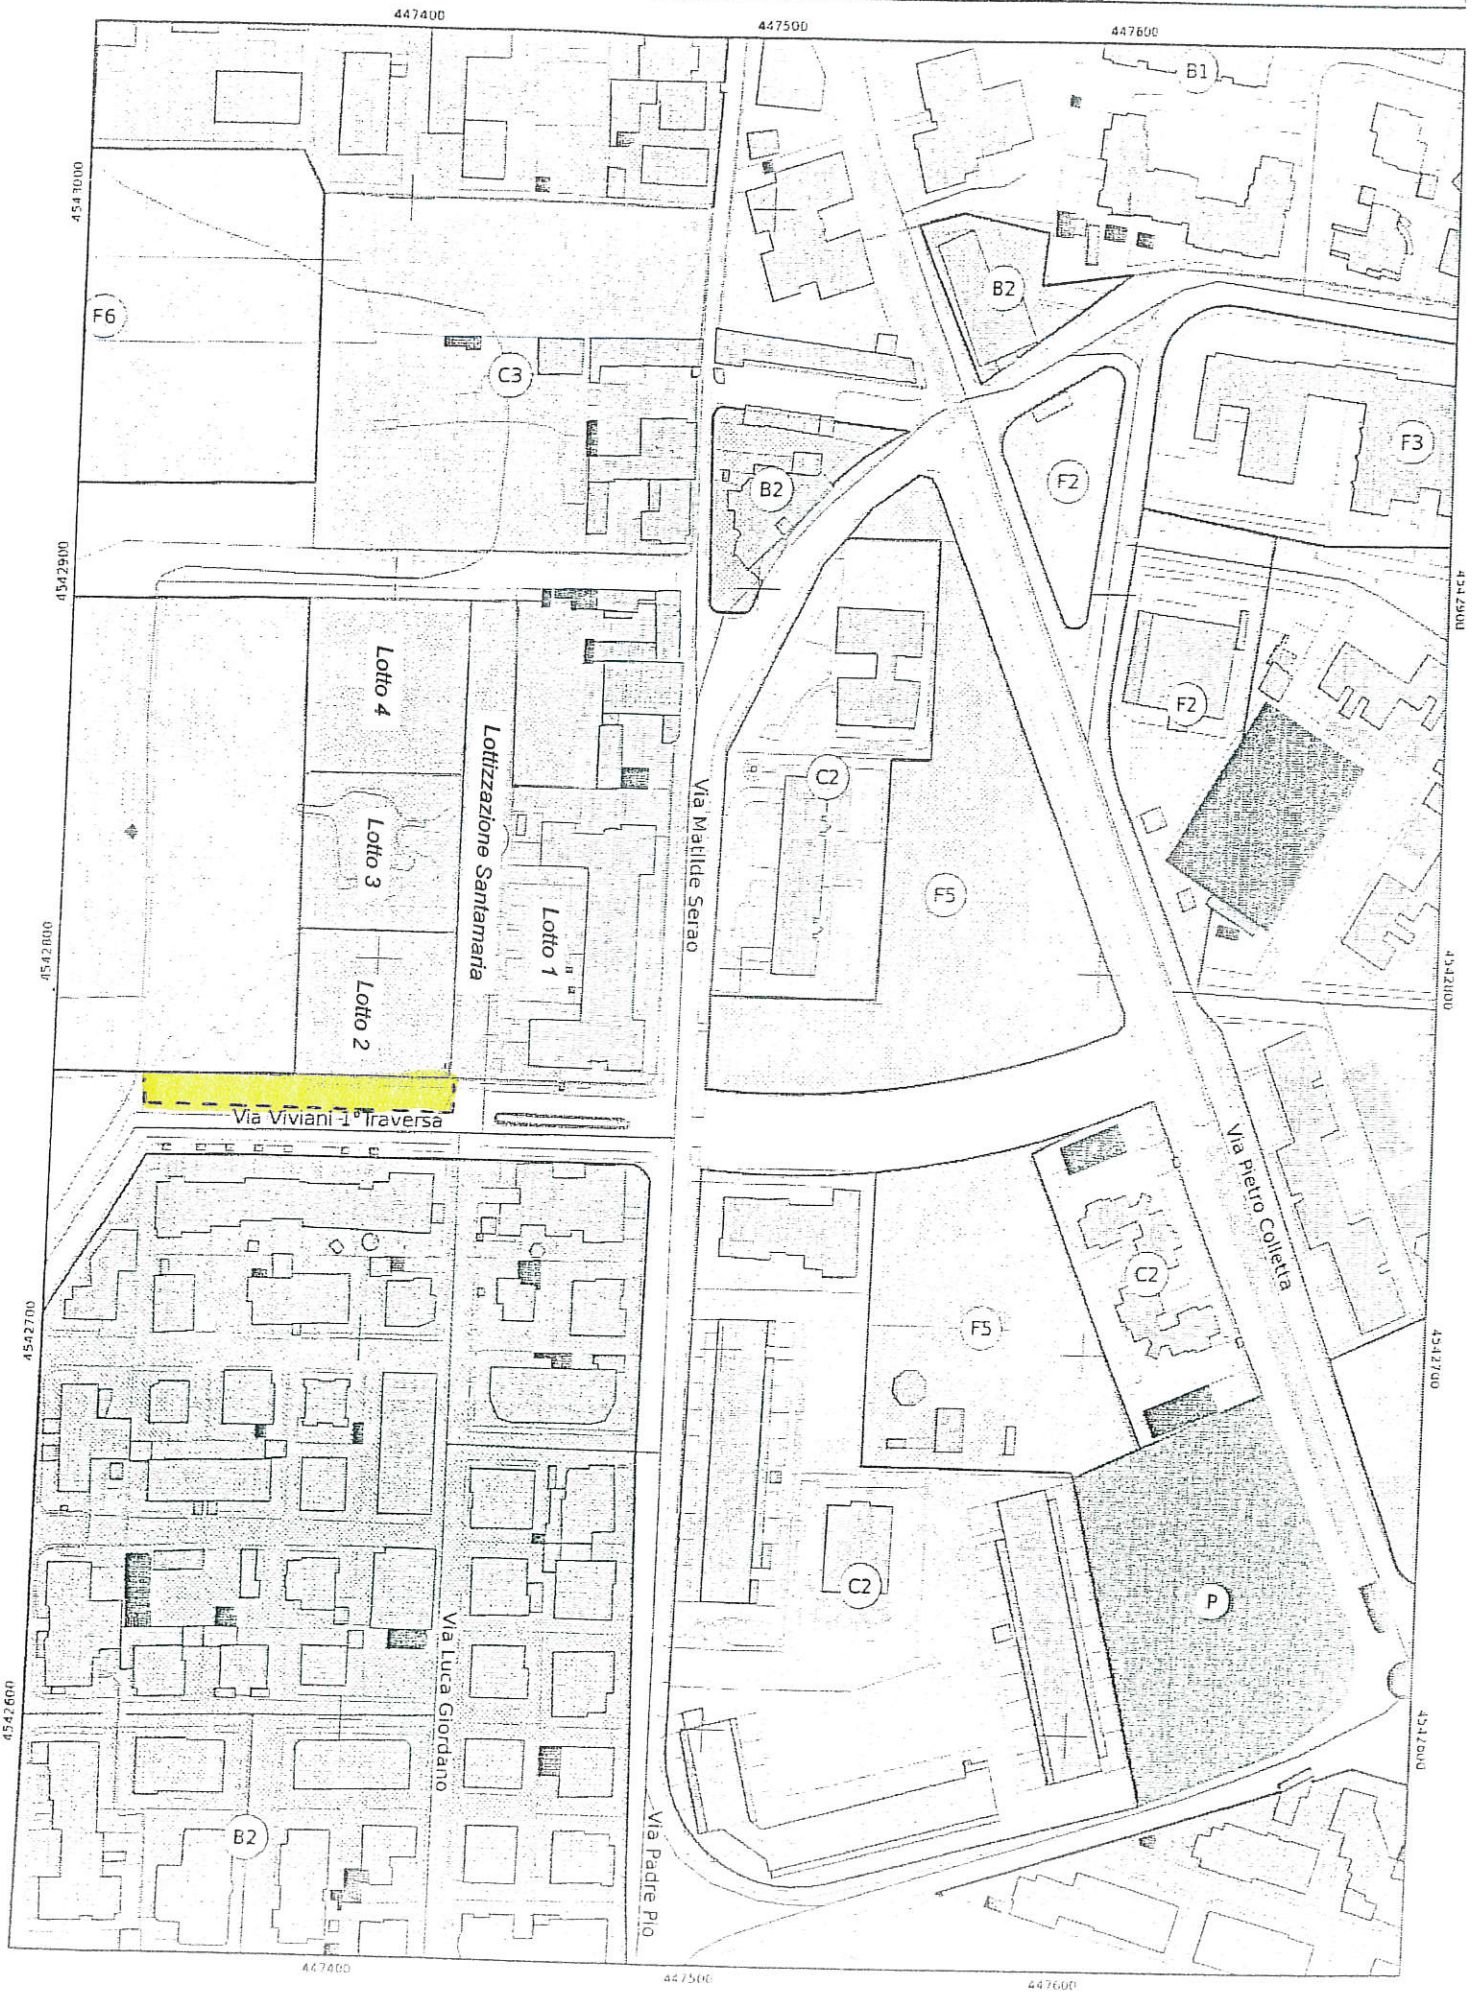 447400
447500
447600
B1
4543000
B2
F6
C3
F3
F2
B2
4542900
4542900
Lotto 4
F2
Lottizzazione Santamaria
Via Matilde Serao
C2
Lotto 3
F5
Lotto 1
4542800
4542800
Lotto 2
Via Viviani 1°Traversa
Via Pietro Colletta
C2
F5
4542700
4542700
C2
P
Via Luca Giordano
4542600
4542600
B2
Via Padre Pio
447400
447500
447600